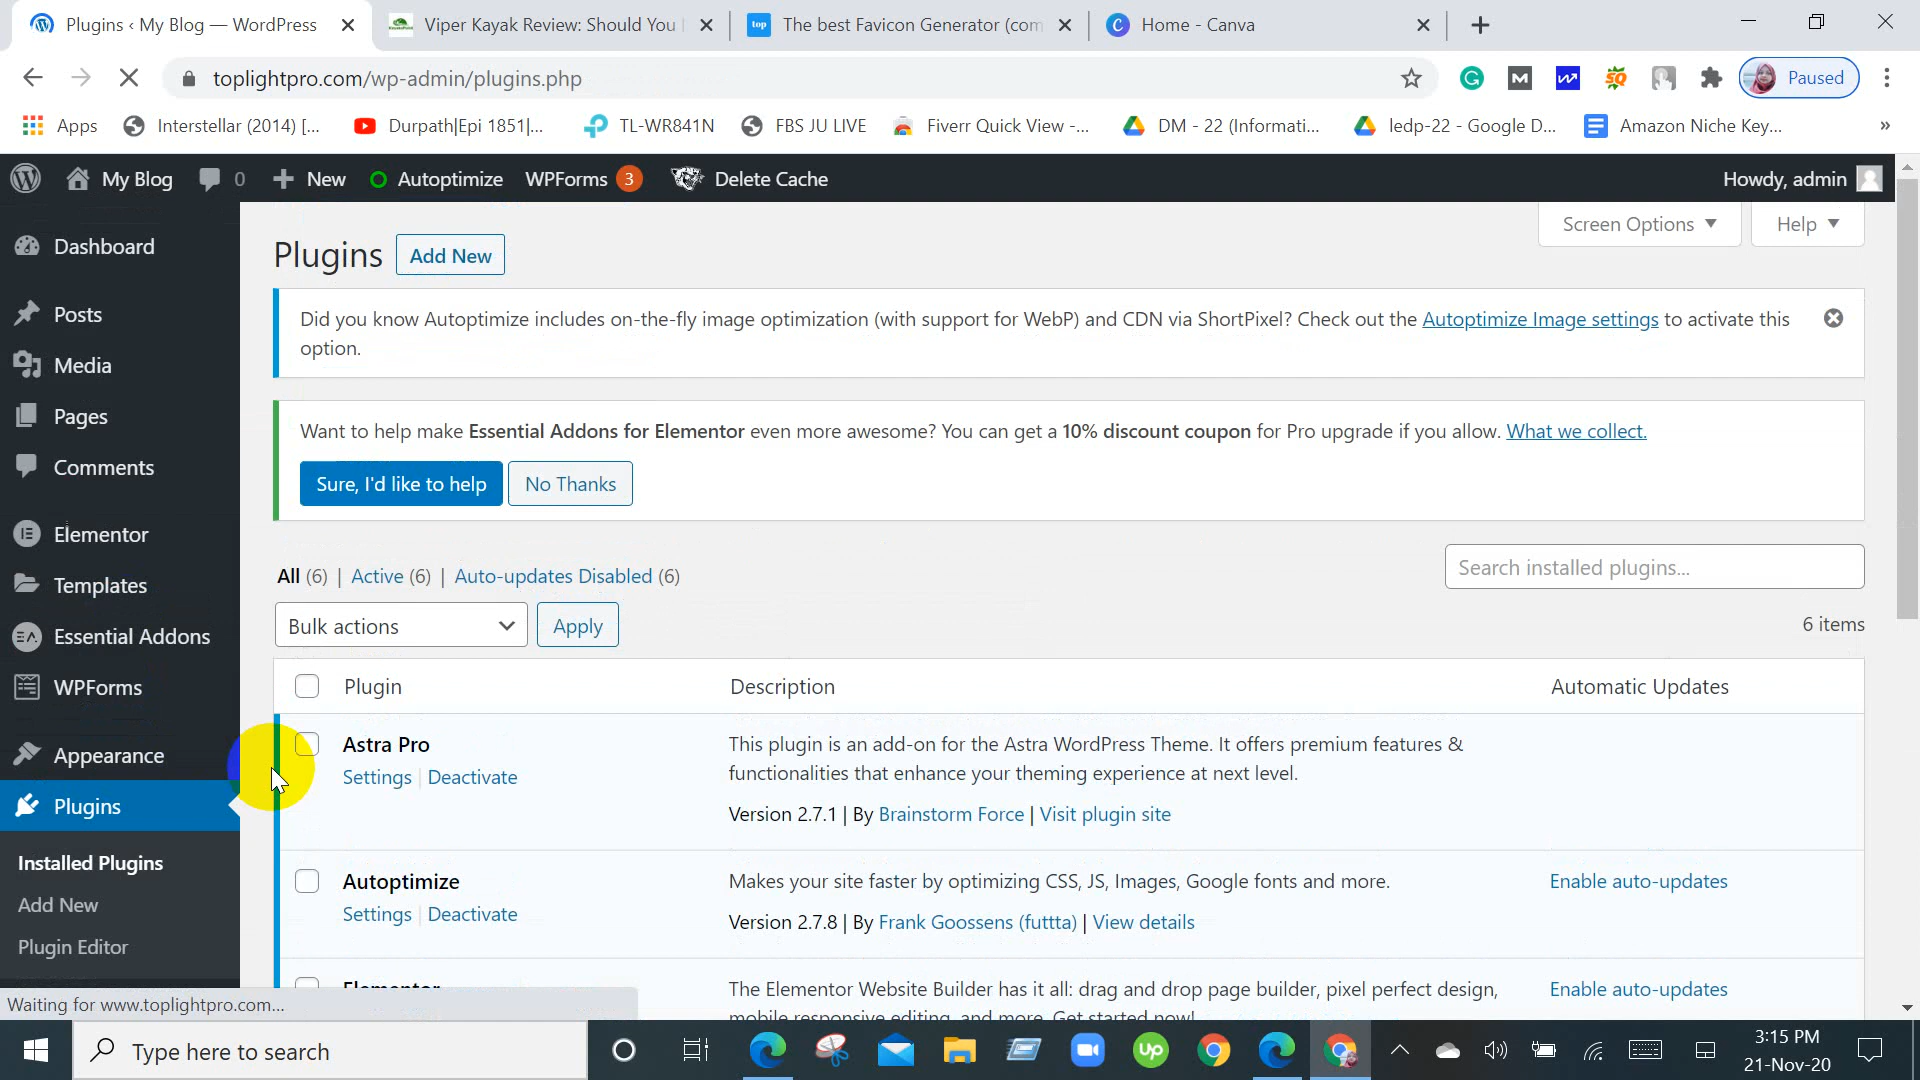 Plugins ‹ My Blog — WordPress
Viper Kayak Review: Should You
The best Favicon Generator (com
Home - Canva
toplightpro.com/wp-admin/plugins.php
Paused
Apps
Interstellar (2014) [...
Durpath|Epi 1851|...
TL-WR841N
FBS JU LIVE
Fiverr Quick View -...
DM - 22 (Informati...
ledp-22 - Google D...
Amazon Niche Key...
»
My Blog
0
New
Autoptimize
WPForms 3
Delete Cache
Howdy, admin
Dashboard
Posts
Media
Pages
Comments
Elementor
Templates
Essential Addons
WPForms
Appearance
Plugins
Installed Plugins
Add New
Plugin Editor
Screen Options
Help
Plugins
Add New
Did you know Autoptimize includes on-the-fly image optimization (with support for WebP) and CDN via ShortPixel? Check out the Autoptimize Image settings to activate this
option.
Want to help make Essential Addons for Elementor even more awesome? You can get a 10% discount coupon for Pro upgrade if you allow. What we collect.
Sure, I'd like to help
No Thanks
All (6) | Active (6) | Auto-updates Disabled (6)
Search installed plugins...
Bulk actions
Apply
6 items
Plugin
Description
Automatic Updates
Astra Pro
Settings | Deactivate
This plugin is an add-on for the Astra WordPress Theme. It offers premium features &
functionalities that enhance your theming experience at next level.
Version 2.7.1 | By Brainstorm Force | Visit plugin site
Autoptimize
Settings | Deactivate
Makes your site faster by optimizing CSS, JS, Images, Google fonts and more.
Version 2.7.8 | By Frank Goossens (futtta) | View details
Enable auto-updates
Elementor
The Elementor Website Builder has it all: drag and drop page builder, pixel perfect design,
mobile responsive editing, and more. Get started now!
Enable auto-updates
Waiting for www.toplightpro.com...
Type here to search
3:15 PM
21-Nov-20